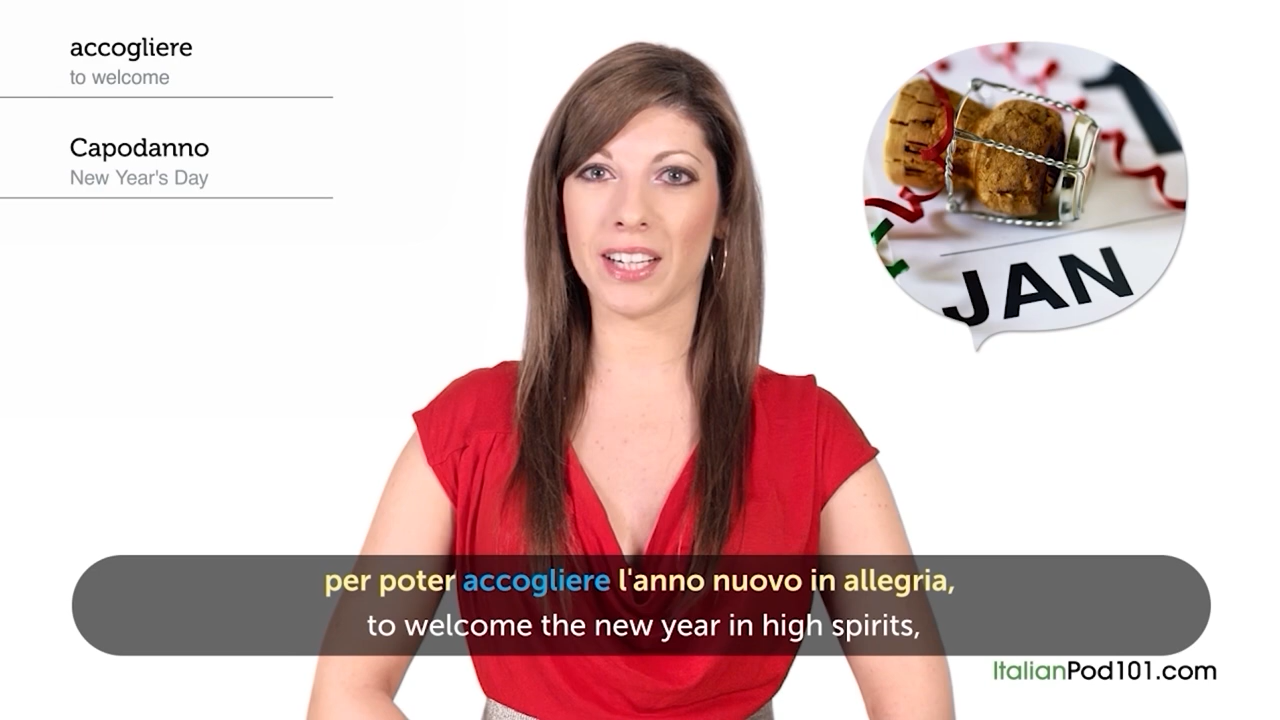 accogliere
to welcome
Capodanno
New Year's Day
JAN
per poter accogliere l'anno nuovo in allegria,
to welcome the new year in high spirits,
ItalianPod101.com